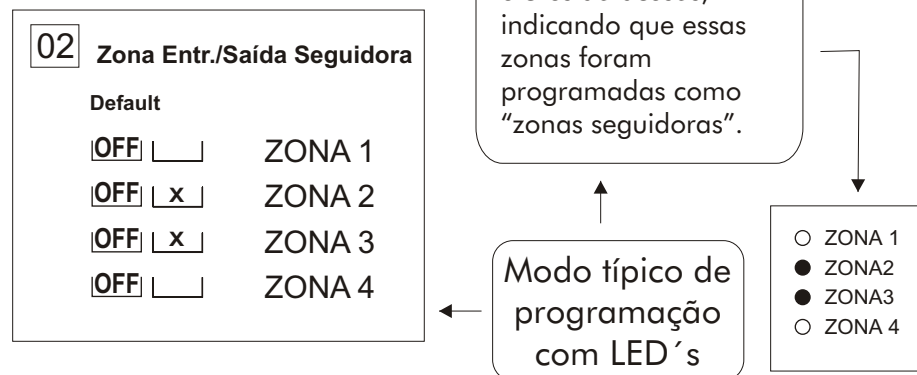 02 Zona Entr./Saída Seguidora
Default
OFF ZONA 1
OFF x ZONA 2
OFF x ZONA 3
OFF ZONA 4
indicando que essas
zonas foram
programadas como
“zonas seguidoras”.
Modo típico de
programação
com LED´s
ZONA 1
ZONA2
ZONA3
ZONA 4